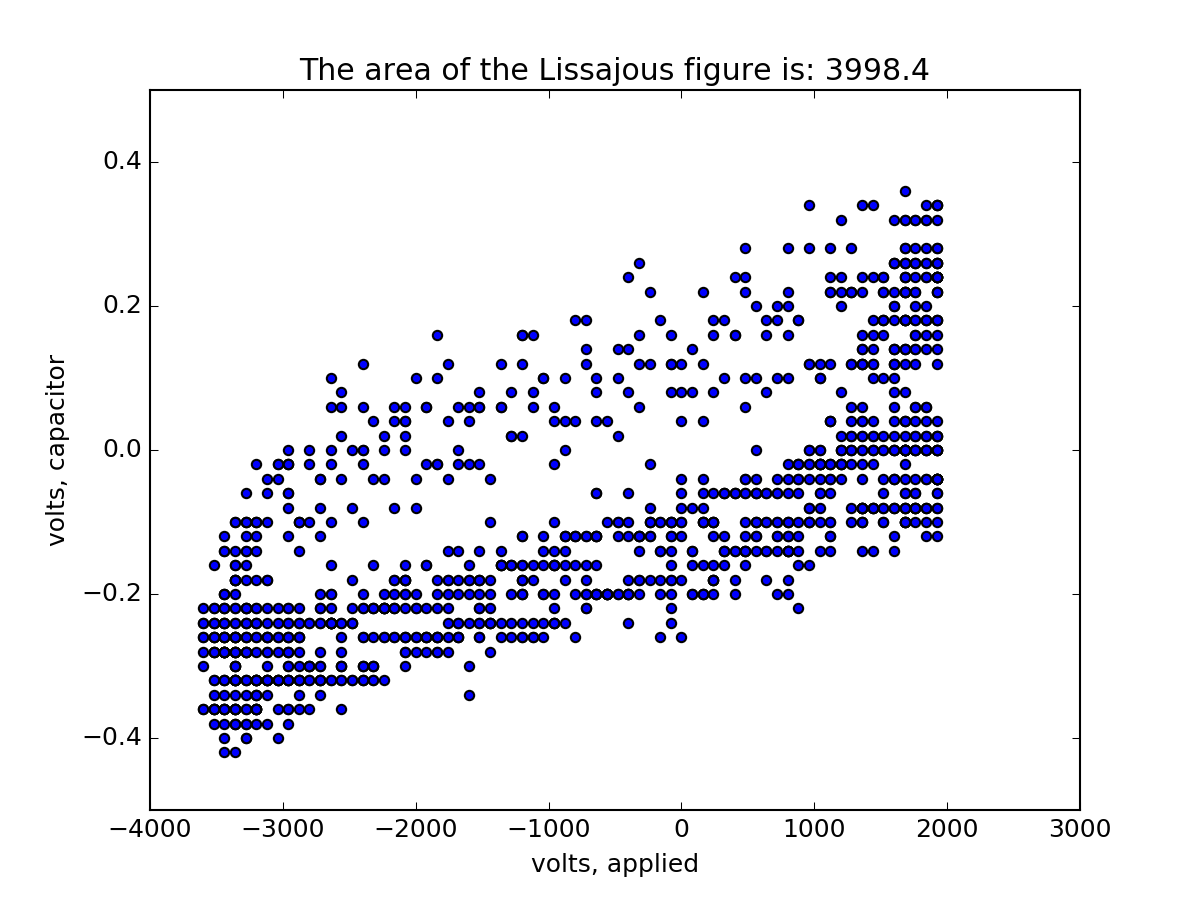 The area of the Lissajous figure is: 3998.4
0.4
0.2
0.0
−0.2
−0.4
volts, capacitor
−4000 −3000 −2000 −1000 0 1000 2000 3000
volts, applied